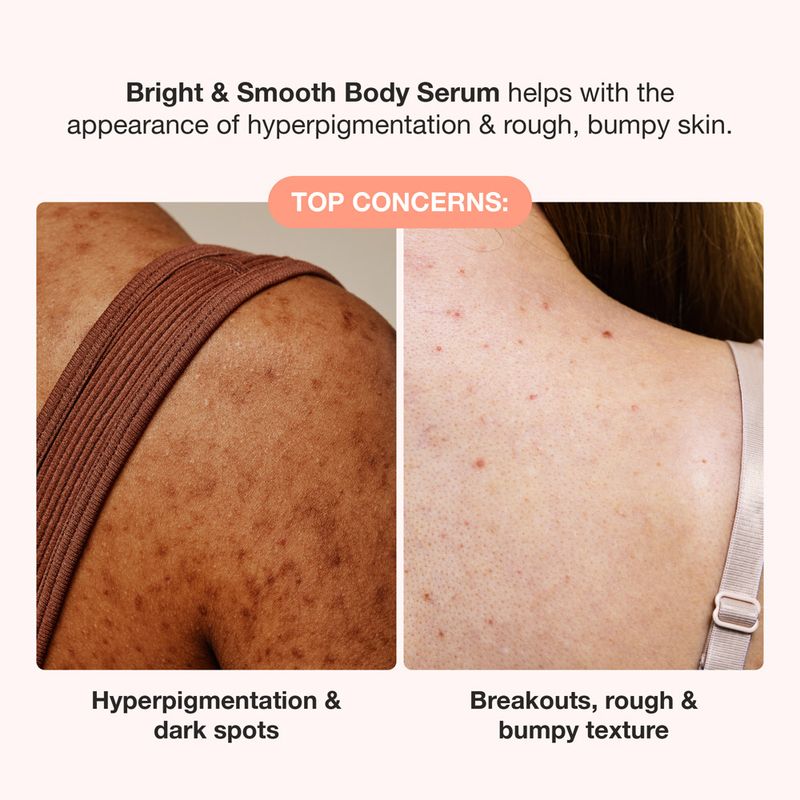 Bright & Smooth Body Serum helps with the
appearance of hyperpigmentation & rough, bumpy skin.
TOP CONCERNS:
Hyperpigmentation &
dark spots
Breakouts, rough &
bumpy texture